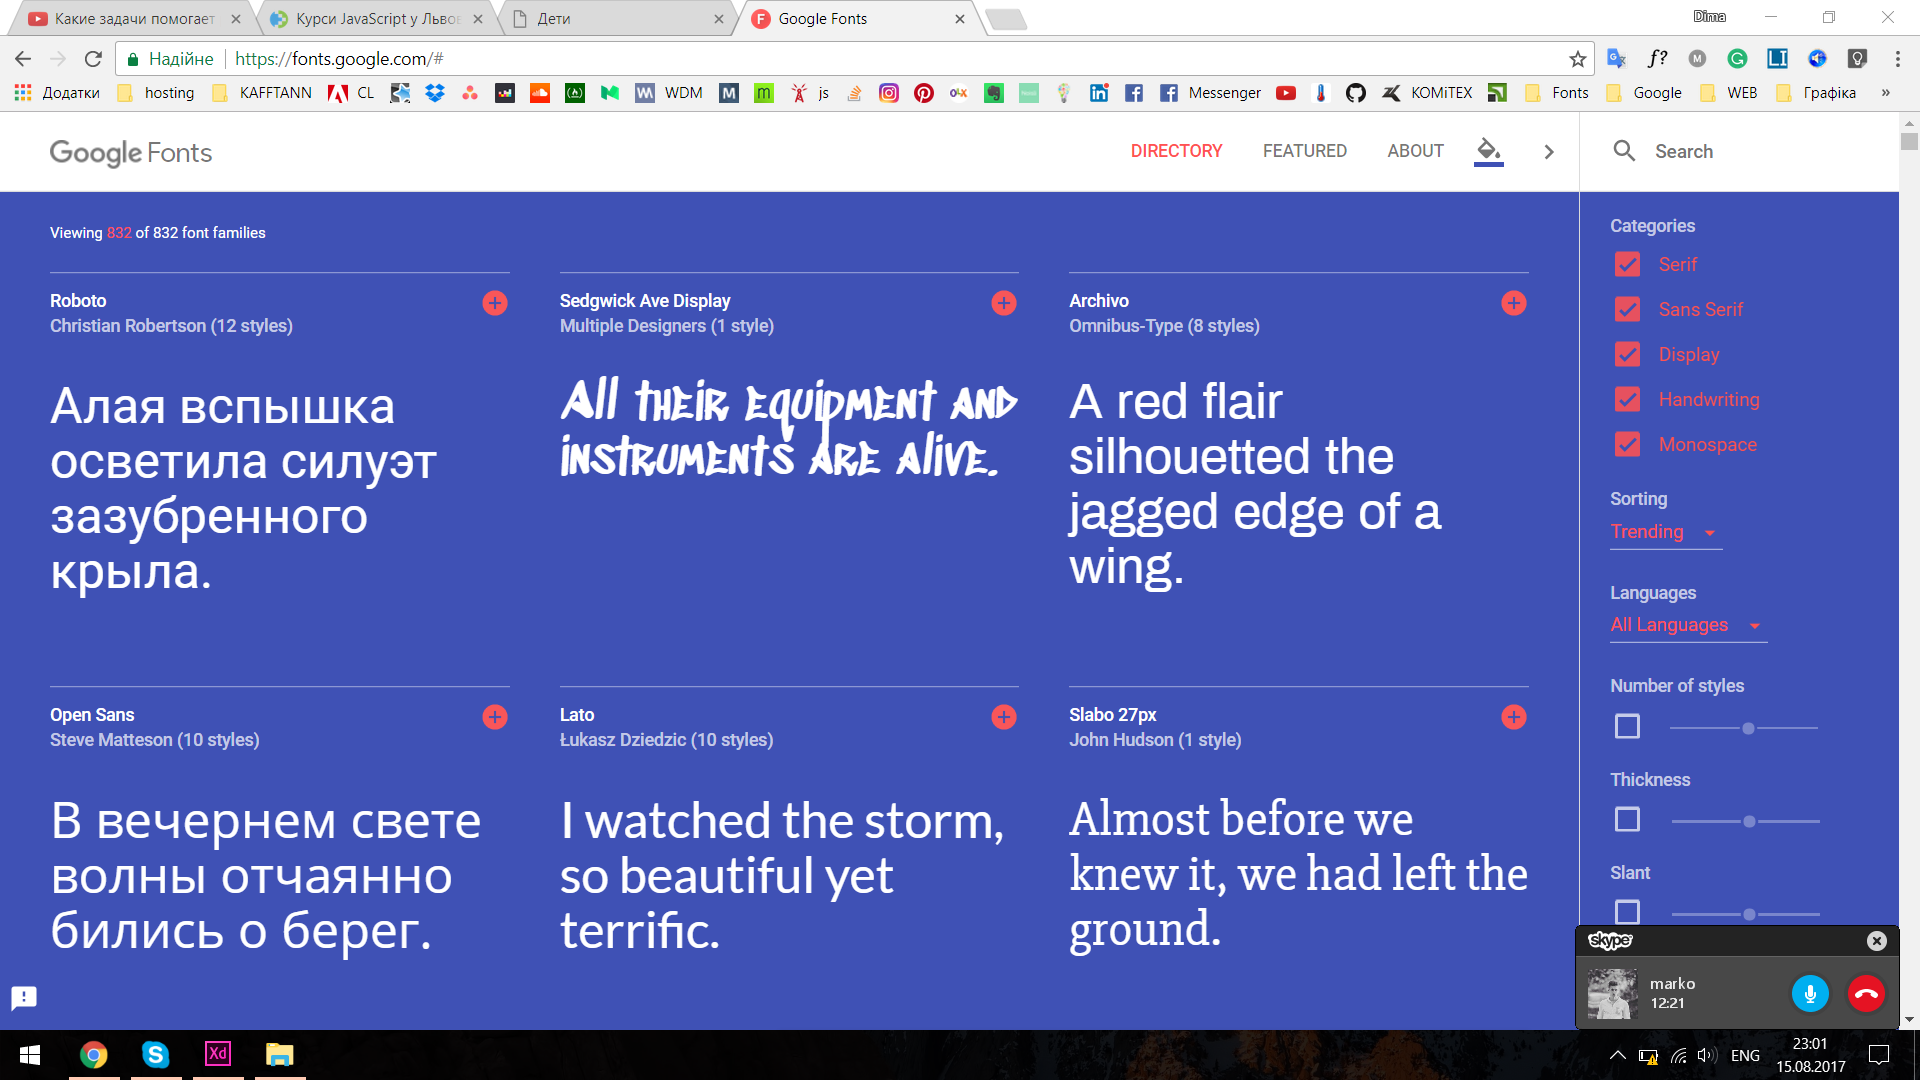 Какие задачи помогает
Курси JavaScript у Львов
Дети
Google Fonts
Dima
Надійне
https://fonts.google.com/#
Додатки
hosting
KAFFTANN
CL
WDM
js
Messenger
KOMiTEX
Fonts
Google
WEB
Графіка
»
Google Fonts
DIRECTORY
FEATURED
ABOUT
Search
Viewing 832 of 832 font families
Roboto
Christian Robertson (12 styles)
Алая вспышка
осветила силуэт
зазубренного
крыла.
Sedgwick Ave Display
Multiple Designers (1 style)
All their equipment and
instruments are alive.
Archivo
Omnibus-Type (8 styles)
A red flair
silhouetted the
jagged edge of a
wing.
Open Sans
Steve Matteson (10 styles)
В вечернем свете
волны отчаянно
бились о берег.
Lato
Łukasz Dziedzic (10 styles)
I watched the storm,
so beautiful yet
terrific.
Slabo 27px
John Hudson (1 style)
Almost before we
knew it, we had left the
ground.
Categories
Serif
Sans Serif
Display
Handwriting
Monospace
Sorting
Trending
Languages
All Languages
Number of styles
Thickness
Slant
skype
marko
12:21
Xd
ENG
23:01
15.08.2017